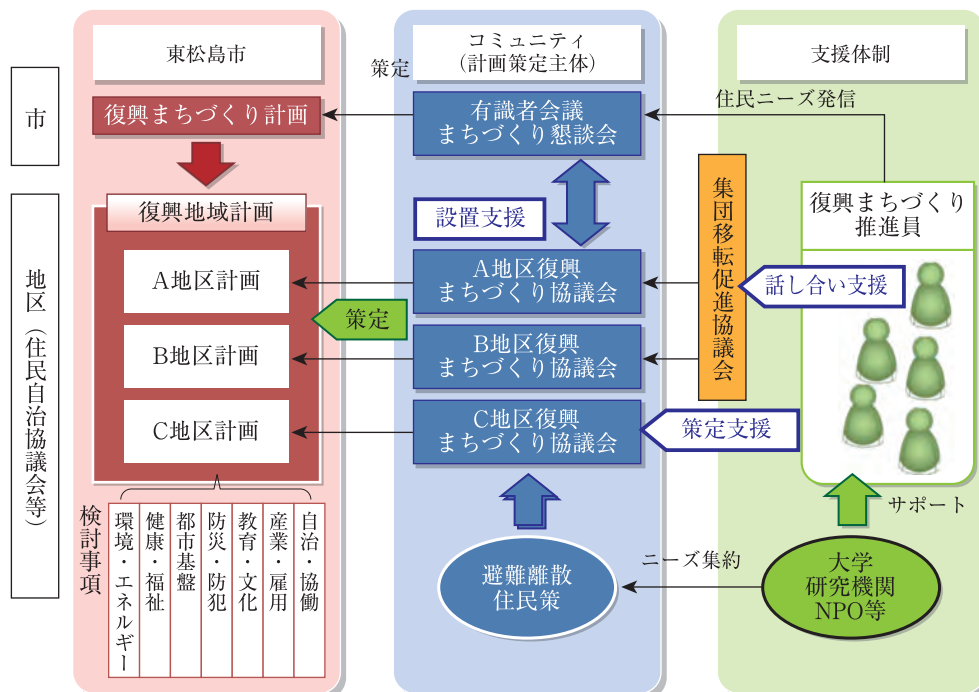 東松島市
コミュニティ
(計画策定主体)
支援体制
市
復興まちづくり計画
策定
有識者会議
まちづくり懇談会
住民ニーズ発信
地区(住民自治協議会等)
復興地域計画
A地区計画
B地区計画
C地区計画
策定
設置支援
A地区復興
まちづくり協議会
B地区復興
まちづくり協議会
C地区復興
まちづくり協議会
集団移転促進協議会
話し合い支援
策定支援
復興まちづくり
推進員
サポート
検討事項
環境・エネルギー
健康・福祉
都市基盤
防災・防犯
教育・文化
産業・雇用
自治・協働
避難離散
住民策
ニーズ集約
大学
研究機関
NPO等